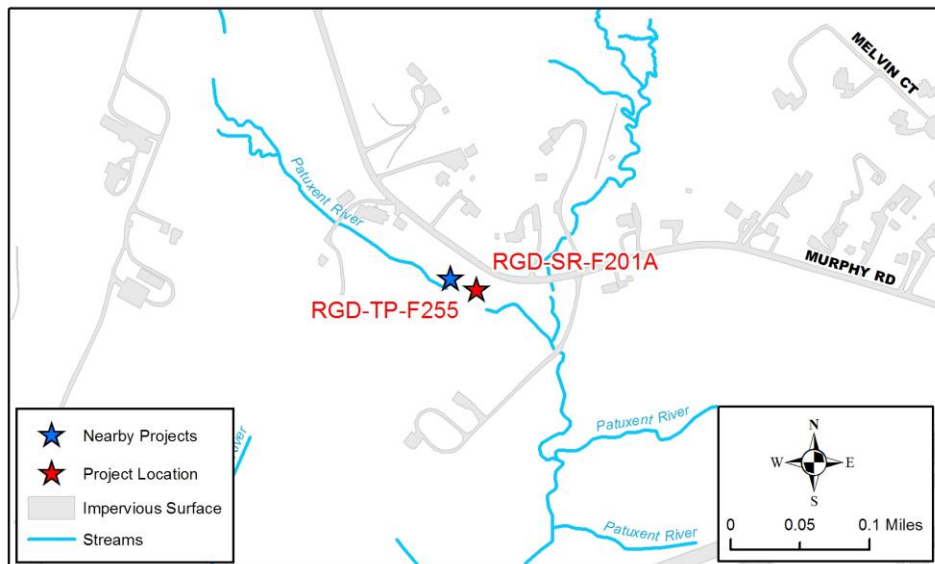 MELVIN CT
Patuxent River
RGD-SR-F201A
MURPHY RD
RGD-TP-F255
Patuxent River
River
Patuxent River
Nearby Projects
Project Location
Impervious Surface
Streams
N
W E
S
0 0.05 0.1 Miles